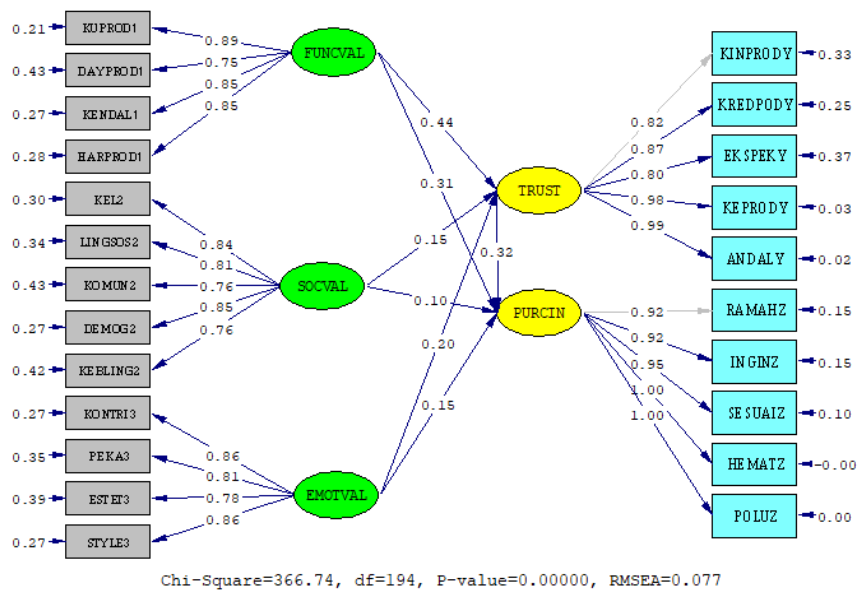 0.21
KUPROD1
0.43
DAYPROD1
0.27
KENDAL1
0.28
HARPROD1
0.30
KEL2
0.34
LINGSOS2
0.43
KOMUN2
0.27
DEMOG2
0.42
KEBLING2
0.27
KONTRI3
0.35
PEKA3
0.39
ESTET3
0.27
STYLE3
0.89
0.75
0.85
0.85
0.84
0.81
0.76
0.85
0.76
0.86
0.81
0.78
0.86
FUNCVAL
SOCVAL
EMOTVAL
0.44
0.31
0.15
0.10
0.20
0.15
0.32
TRUST
PURCIN
0.82
0.87
0.80
0.98
0.99
0.92
0.92
0.95
1.00
1.00
KINPRODY
0.33
KREDPODY
0.25
EKSPEKY
0.37
KEPRODY
0.03
ANDALY
0.02
RAMAHZ
0.15
INGINZ
0.15
SESUAIZ
0.10
HEMATZ
-0.00
POLUZ
0.00
Chi-Square=366.74, df=194, P-value=0.00000, RMSEA=0.077